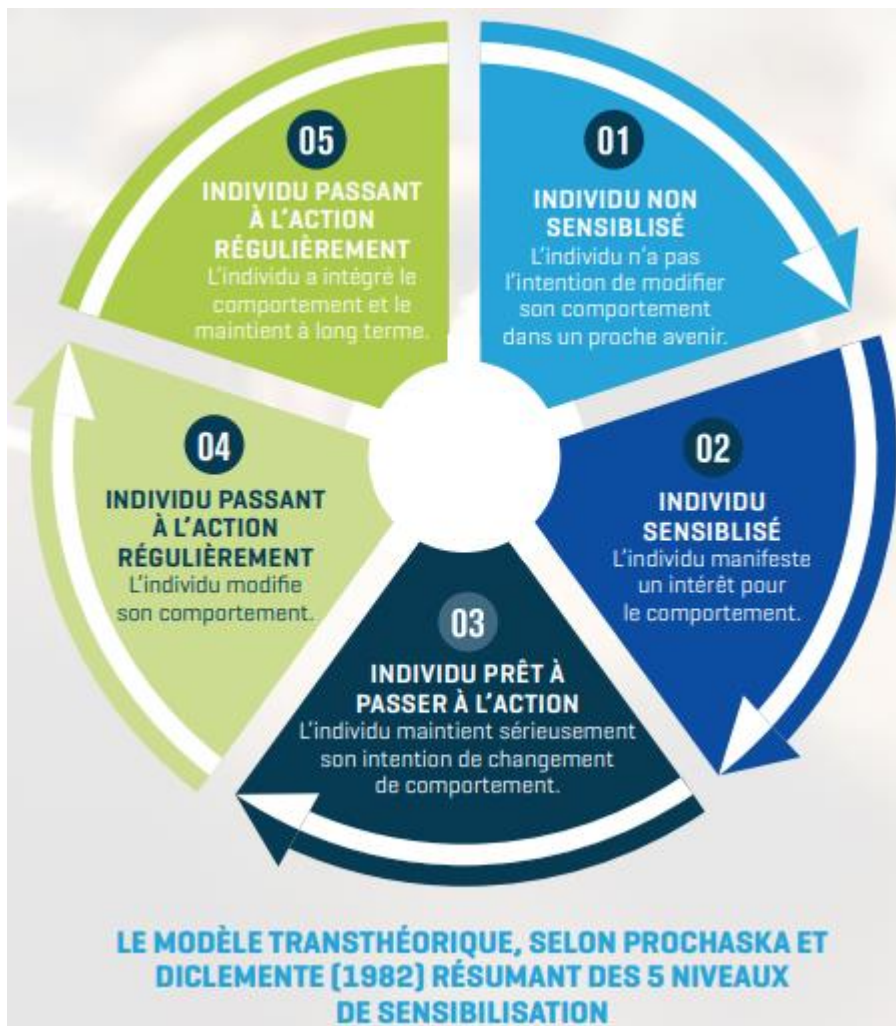 01
INDIVIDU NON
SENSIBLISÉ
L'individu n'a pas
l'intention de modifier
son comportement
dans un proche avenir.
02
INDIVIDU
SENSIBLISÉ
L'individu manifeste
un intérêt pour
le comportement.
03
INDIVIDU PRÊT À
PASSER À L'ACTION
L'individu maintient sérieusement
son intention de changement
de comportement.
04
INDIVIDU PASSANT
À L'ACTION
RÉGULIÈREMENT
L'individu modifie
son comportement.
05
INDIVIDU PASSANT
À L'ACTION
RÉGULIÈREMENT
L'individu a intégré le
comportement et le
maintient à long terme.
LE MODÈLE TRANSTHÉORIQUE, SELON PROCHASKA ET
DICLEMENTE (1982) RÉSUMANT DES 5 NIVEAUX
DE SENSIBILISATION